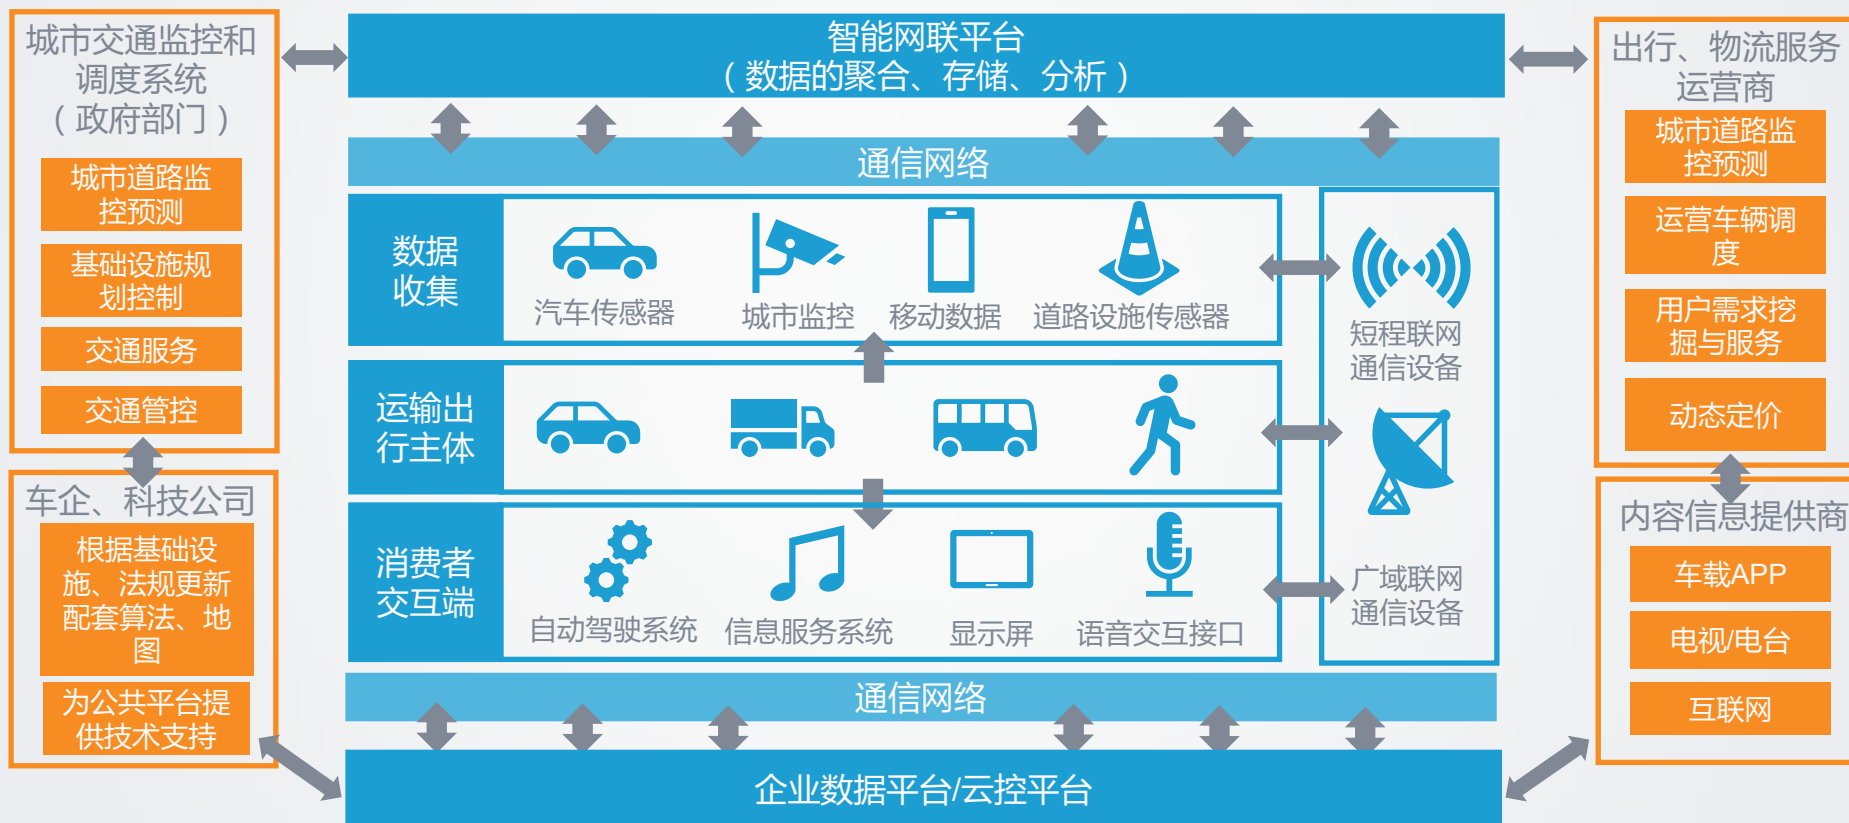 城市交通监控和
调度系统
（政府部门）
城市道路监
控预测
基础设施规
划控制
交通服务
交通管控
车企、科技公司
根据基础设
施、法规更新
配套算法、地
图
为公共平台提
供技术支持
智能网联平台
（数据的聚合、存储、分析）
通信网络
数据
收集
汽车传感器
城市监控
移动数据
道路设施传感器
运输出
行主体
消费者
交互端
自动驾驶系统
信息服务系统
显示屏
语音交互接口
短程联网
通信设备
广域联网
通信设备
通信网络
企业数据平台/云控平台
出行、物流服务
运营商
城市道路监
控预测
运营车辆调
度
用户需求挖
掘与服务
动态定价
内容信息提供商
车载APP
电视/电台
互联网